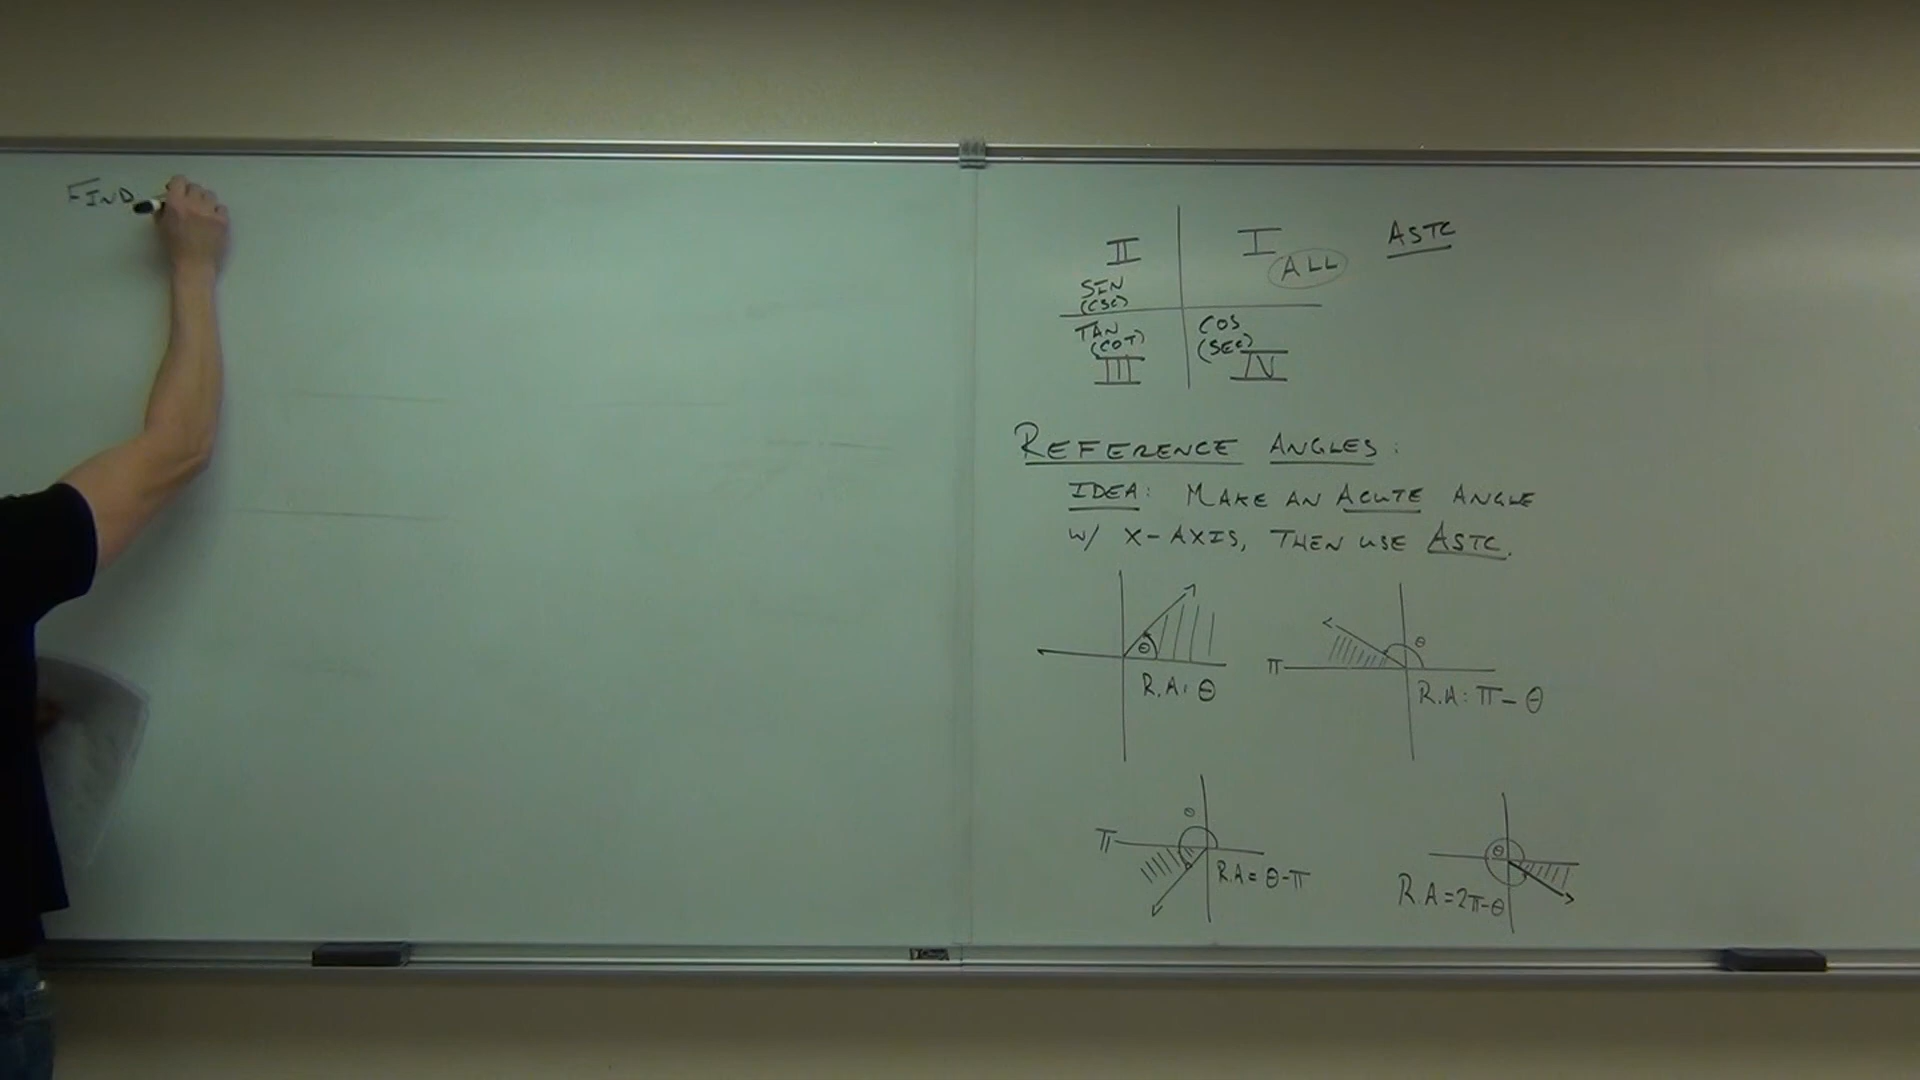 FIND
II I ASTC
ALL
SIN
(CSC)
TAN COS
(COT) (SEC)
III IV
REFERENCE ANGLES:
IDEA: MAKE AN ACUTE ANGLE
W/ X-AXIS, THEN USE ASTC.
θ
R.A: θ
θ
π
R.A: π - θ
θ
π
R.A = θ - π
θ
R.A = 2π - θ